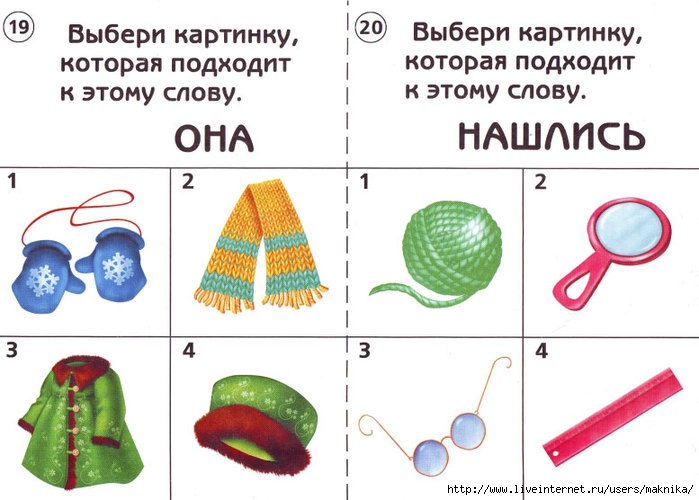 19
Выбери картинку,
которая подходит
к этому слову.
ОНА
1
2
3
4
20
Выбери картинку,
которая подходит
к этому слову.
НАШЛИСЬ
1
2
3
4
http://www.liveinternet.ru/users/maknika/